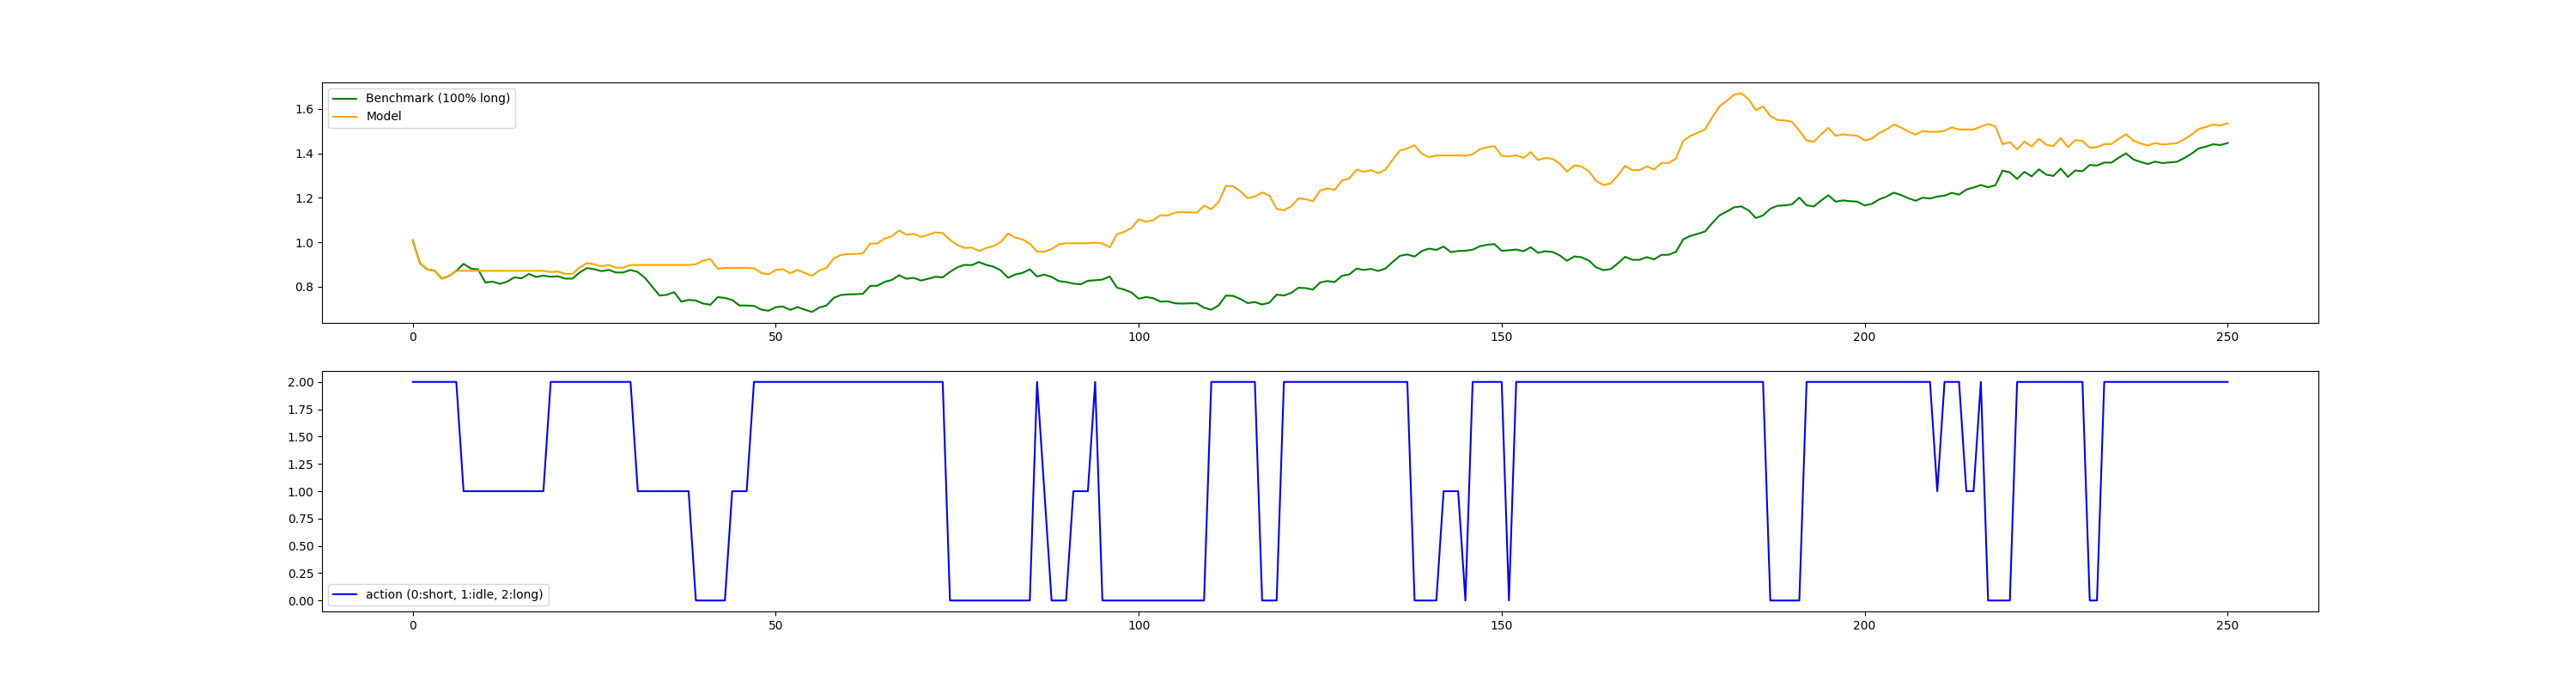 Benchmark (100% long)
Model
1.6
1.4
1.2
1.0
0.8
0 50 100 150 200 250
2.00
1.75
1.50
1.25
1.00
0.75
0.50
0.25
0.00
action (0:short, 1:idle, 2:long)
0 50 100 150 200 250